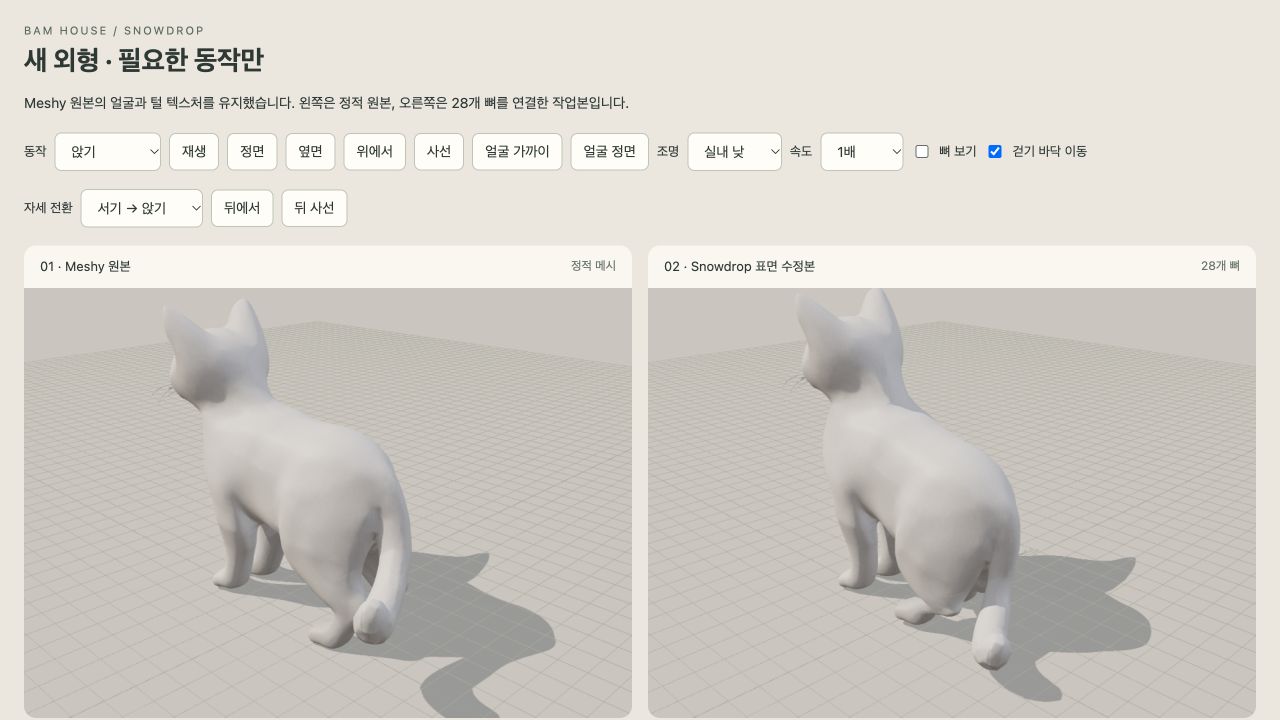 BAM HOUSE / SNOWDROP
새 외형 · 필요한 동작만
Meshy 원본의 얼굴과 털 텍스처를 유지했습니다. 왼쪽은 정적 원본, 오른쪽은 28개 뼈를 연결한 작업본입니다.
동작 앉기 재생 정면 옆면 위에서 사선 얼굴 가까이 얼굴 정면 조명 실내 낮 속도 1배 뼈 보기 걷기 바닥 이동
자세 전환 서기 → 앉기 뒤에서 뒤 사선
01 · Meshy 원본 정적 메시
02 · Snowdrop 표면 수정본 28개 뼈